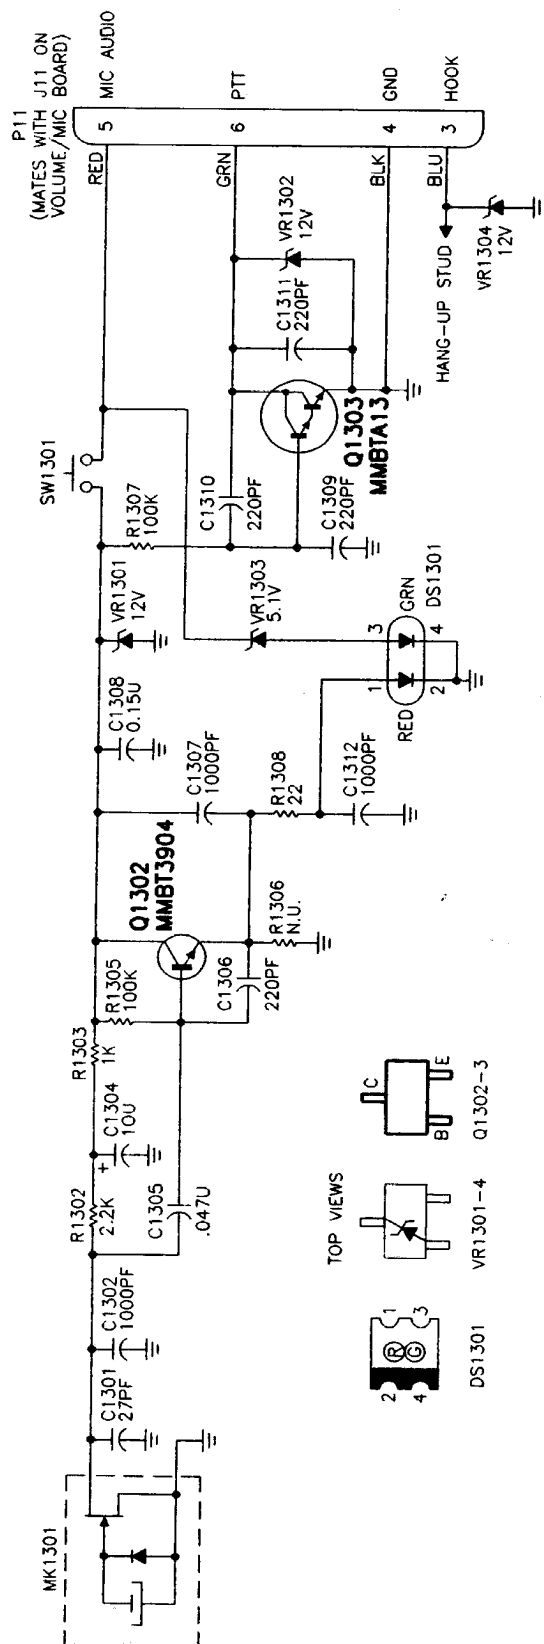 P11
(MATES WITH J11 ON
VOLUME/MIC BOARD)
MIC AUDIO
PTT
GND
HOOK
5
6
4
3
RED
GRN
BLK
BLU
SW1301
VR1302
12V
C1311
220PF
HANG-UP STUD
VR1304
12V
Q1303
MMBTA13
R1307
100K
C1310
220PF
C1309
220PF
VR1301
12V
VR1303
5.1V
3
GRN
DS1301
4
1
2
RED
C1308
0.15U
C1307
1000PF
R1308
22
C1312
1000PF
Q1302
MMBT3904
R1305
100K
C1306
220PF
R1306
N.U.
R1303
1K
C1304
10U
+
R1302
2.2K
C1305
.047U
C1302
1000PF
C1301
27PF
MK1301
TOP VIEWS
C
B
E
Q1302-3
VR1301-4
2
1
R
G
4
3
DS1301